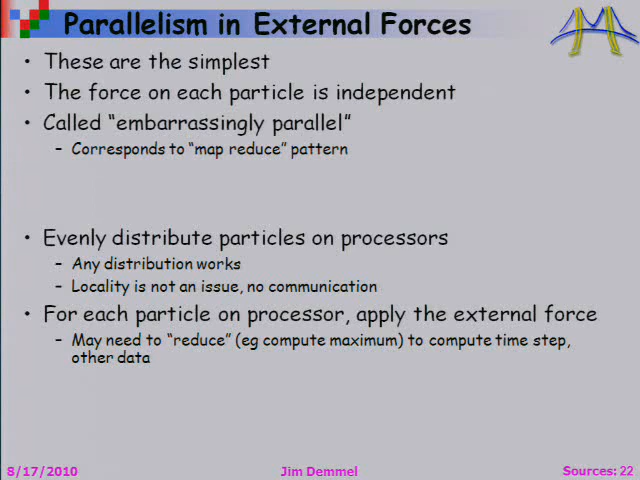 Parallelism in External Forces
• These are the simplest
• The force on each particle is independent
• Called “embarrassingly parallel”
– Corresponds to “map reduce” pattern
• Evenly distribute particles on processors
– Any distribution works
– Locality is not an issue, no communication
• For each particle on processor, apply the external force
– May need to “reduce” (eg compute maximum) to compute time step,
other data
8/17/2010 Jim Demmel Sources: 22